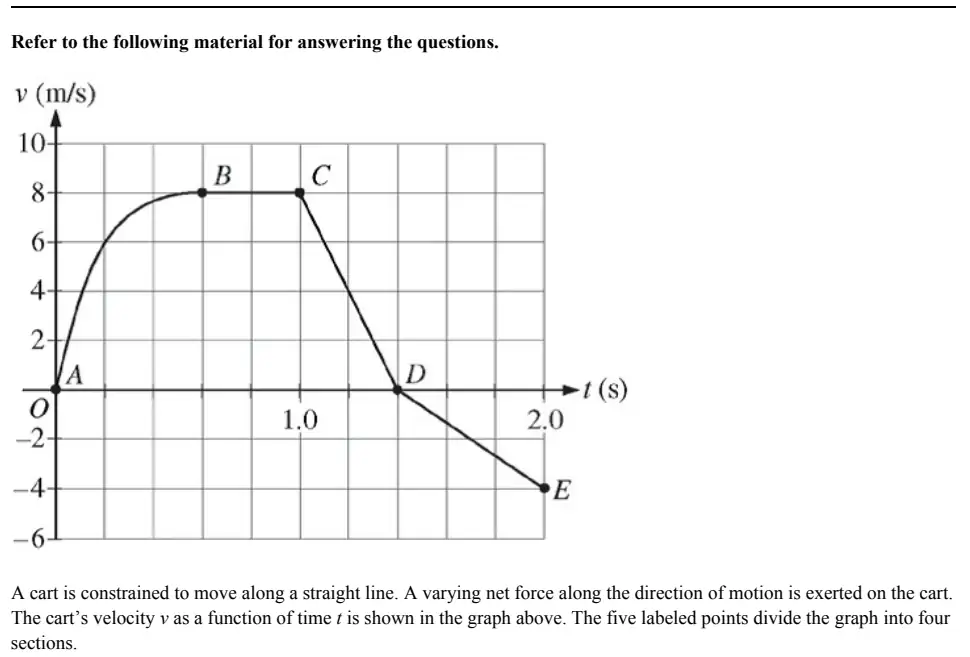 Refer to the following material for answering the questions.
v (m/s)
10
B
C
8
6
4
2
A
D
t (s)
O
1.0
2.0
–2
–4
E
–6
A cart is constrained to move along a straight line. A varying net force along the direction of motion is exerted on the cart.
The cart’s velocity v as a function of time t is shown in the graph above. The five labeled points divide the graph into four
sections.